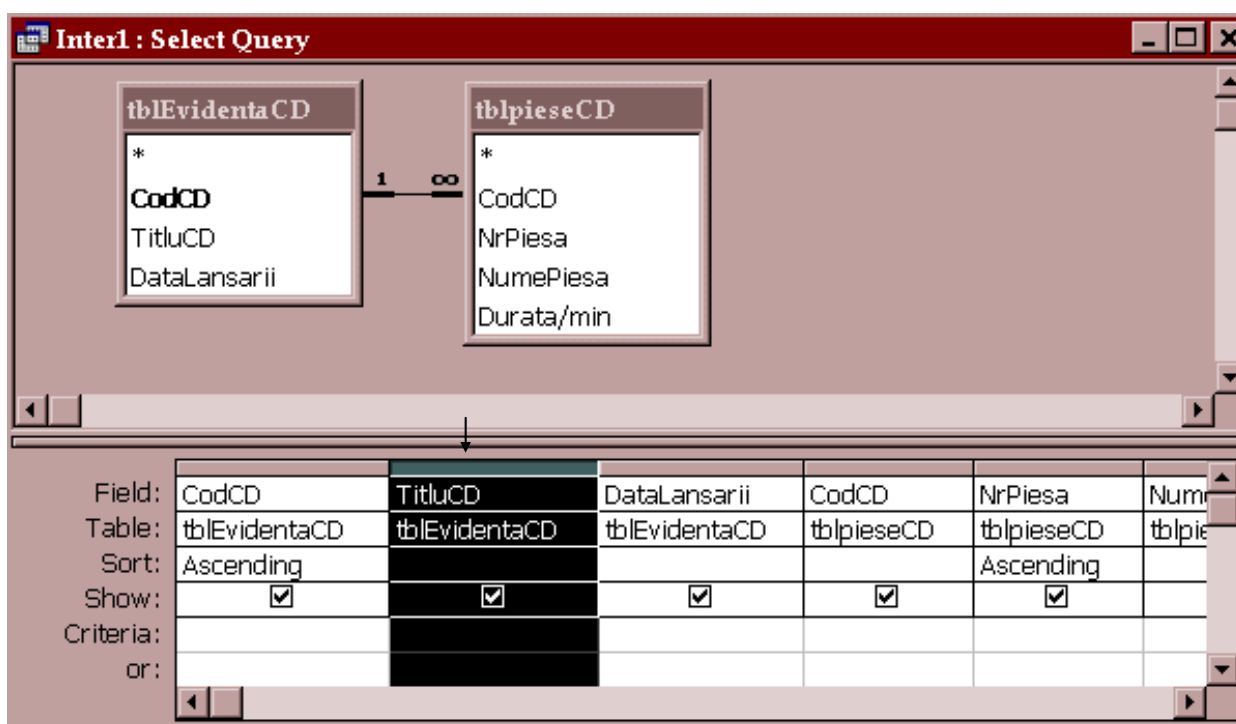 Inter1 : Select Query
tblEvidentaCD
*
CodCD
TitluCD
DataLansarii
1 ∞
tblpieseCD
*
CodCD
NrPiesa
NumePiesa
Durata/min
Field: CodCD TitluCD DataLansarii CodCD NrPiesa
Table: tblEvidentaCD tblEvidentaCD tblEvidentaCD tblpieseCD tblpieseCD
Sort: Ascending Ascending
Show:
Criteria:
or: